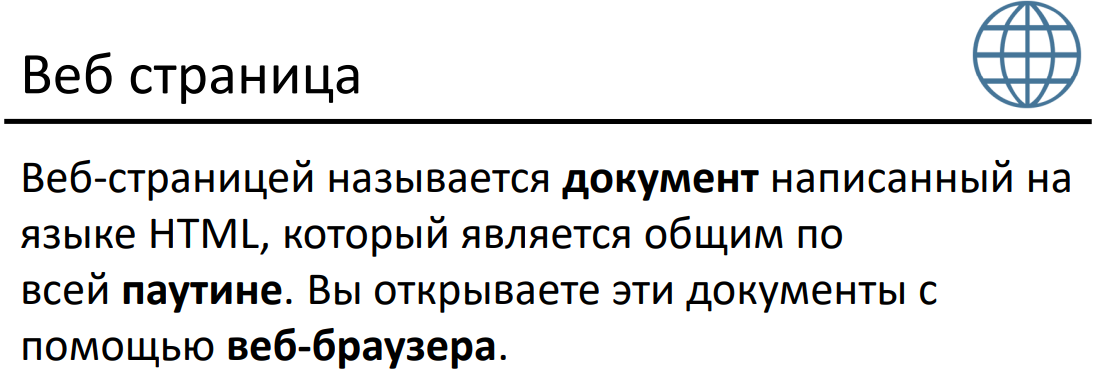 Веб страница
Веб-страницей называется документ написанный на
языке HTML, который является общим по
всей паутине. Вы открываете эти документы с
помощью веб-браузера.